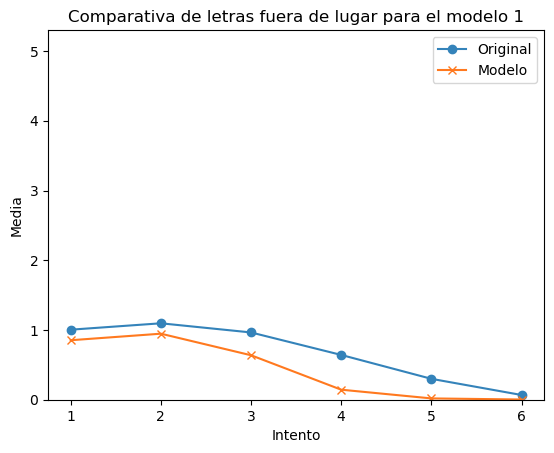 Comparativa de letras fuera de lugar para el modelo 1
Original
Modelo
Media
5
4
3
2
1
0
1 2 3 4 5 6
Intento